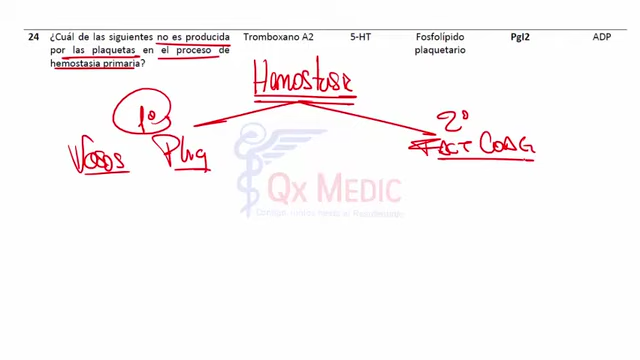 24 ¿Cuál de las siguientes no es producida Tromboxano A2 5-HT Fosfolípido PgI2 ADP
por las plaquetas en el proceso de plaquetario
hemostasia primaria?
Hemostase
1º 2º
Vasos Plaq FACT COAG
QX MEDIC